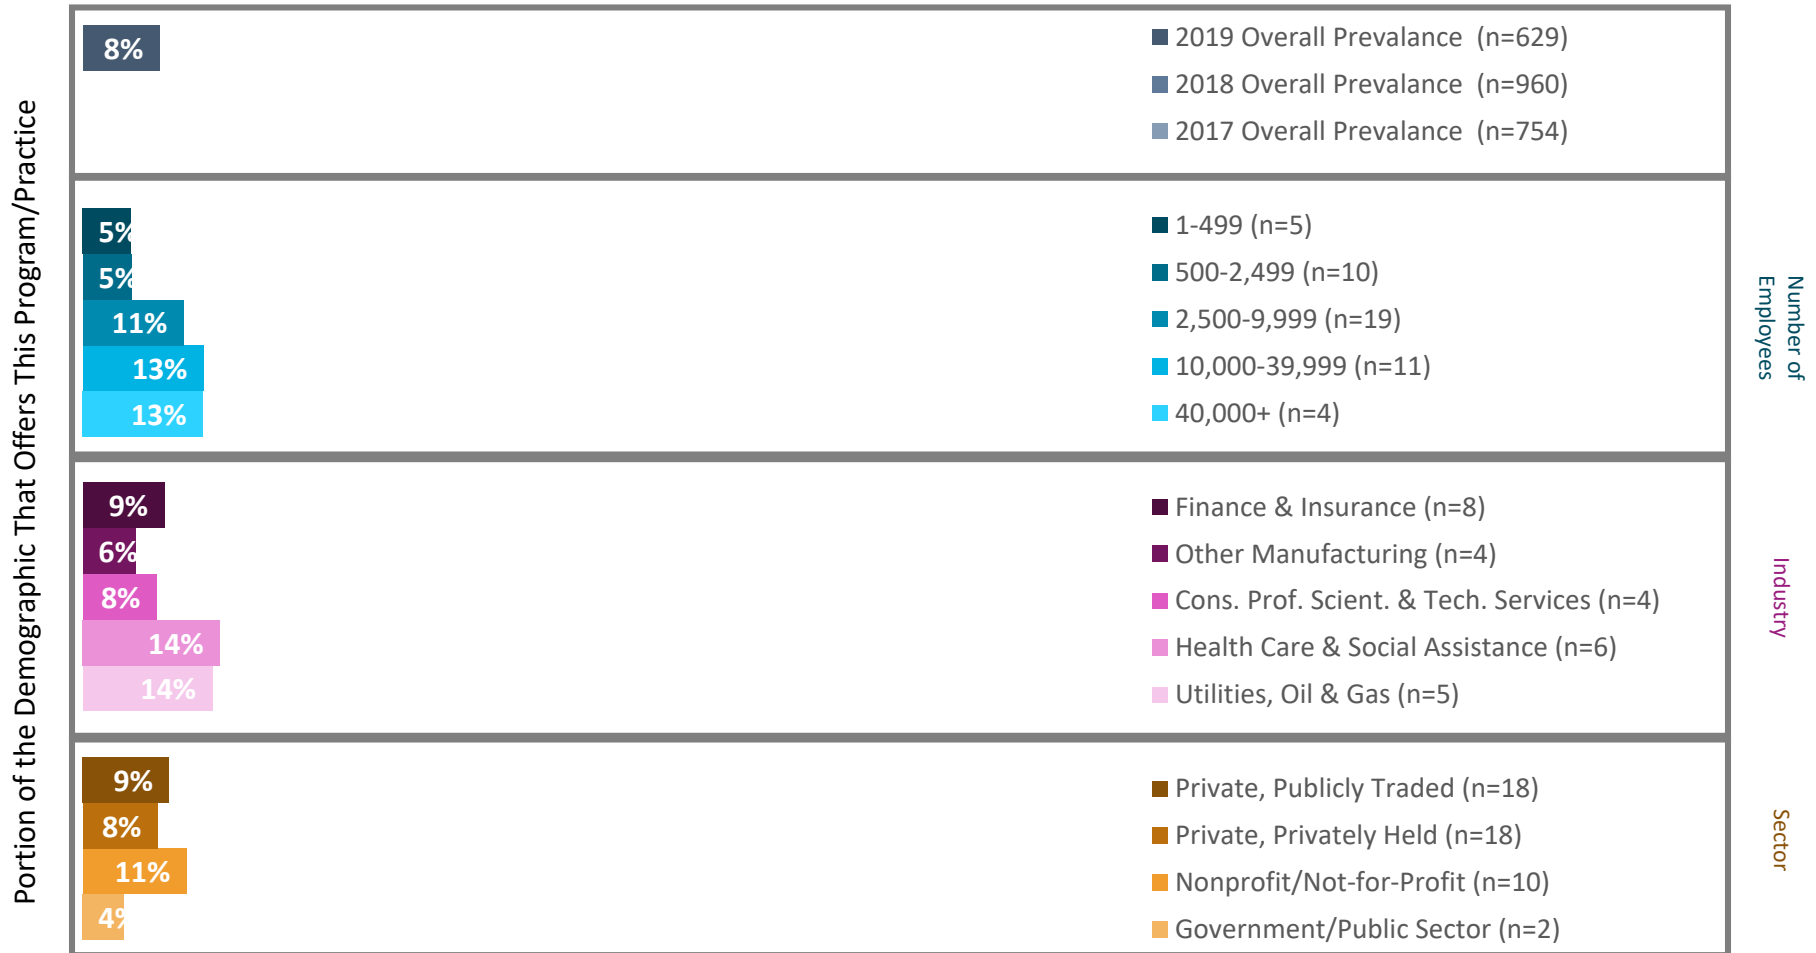 Portion of the Demographic That Offers This Program/Practice
8%
2019 Overall Prevalance (n=629)
2018 Overall Prevalance (n=960)
2017 Overall Prevalance (n=754)
5%
5%
11%
13%
13%
1-499 (n=5)
500-2,499 (n=10)
2,500-9,999 (n=19)
10,000-39,999 (n=11)
40,000+ (n=4)
Number of
Employees
9%
6%
8%
14%
14%
Finance & Insurance (n=8)
Other Manufacturing (n=4)
Cons. Prof. Scient. & Tech. Services (n=4)
Health Care & Social Assistance (n=6)
Utilities, Oil & Gas (n=5)
Industry
9%
8%
11%
4%
Private, Publicly Traded (n=18)
Private, Privately Held (n=18)
Nonprofit/Not-for-Profit (n=10)
Government/Public Sector (n=2)
Sector